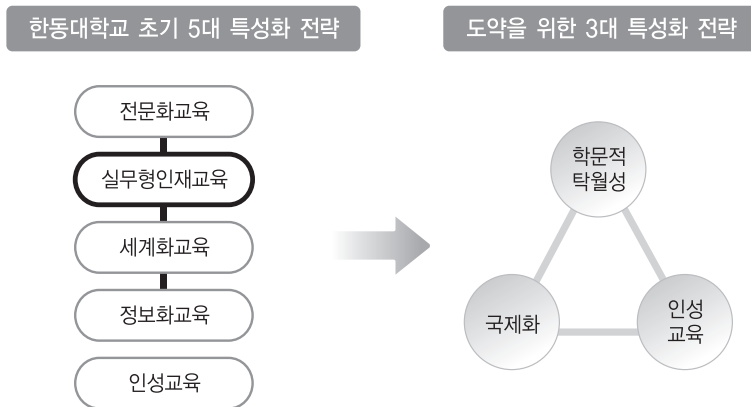 한동대학교 초기 5대 특성화 전략
전문화교육
실무형인재교육
세계화교육
정보화교육
인성교육
도약을 위한 3대 특성화 전략
학문적
탁월성
국제화
인성
교육